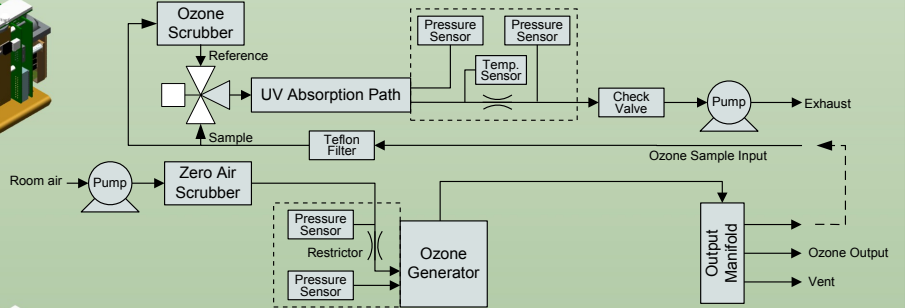 Ozone
Scrubber
Reference
Pressure
Sensor
Pressure
Sensor
Temp.
Sensor
UV Absorption Path
Check
Valve
Pump
Exhaust
Sample
Teflon
Filter
Ozone Sample Input
Room air
Pump
Zero Air
Scrubber
Pressure
Sensor
Restrictor
Pressure
Sensor
Ozone
Generator
Output
Manifold
Ozone Output
Vent